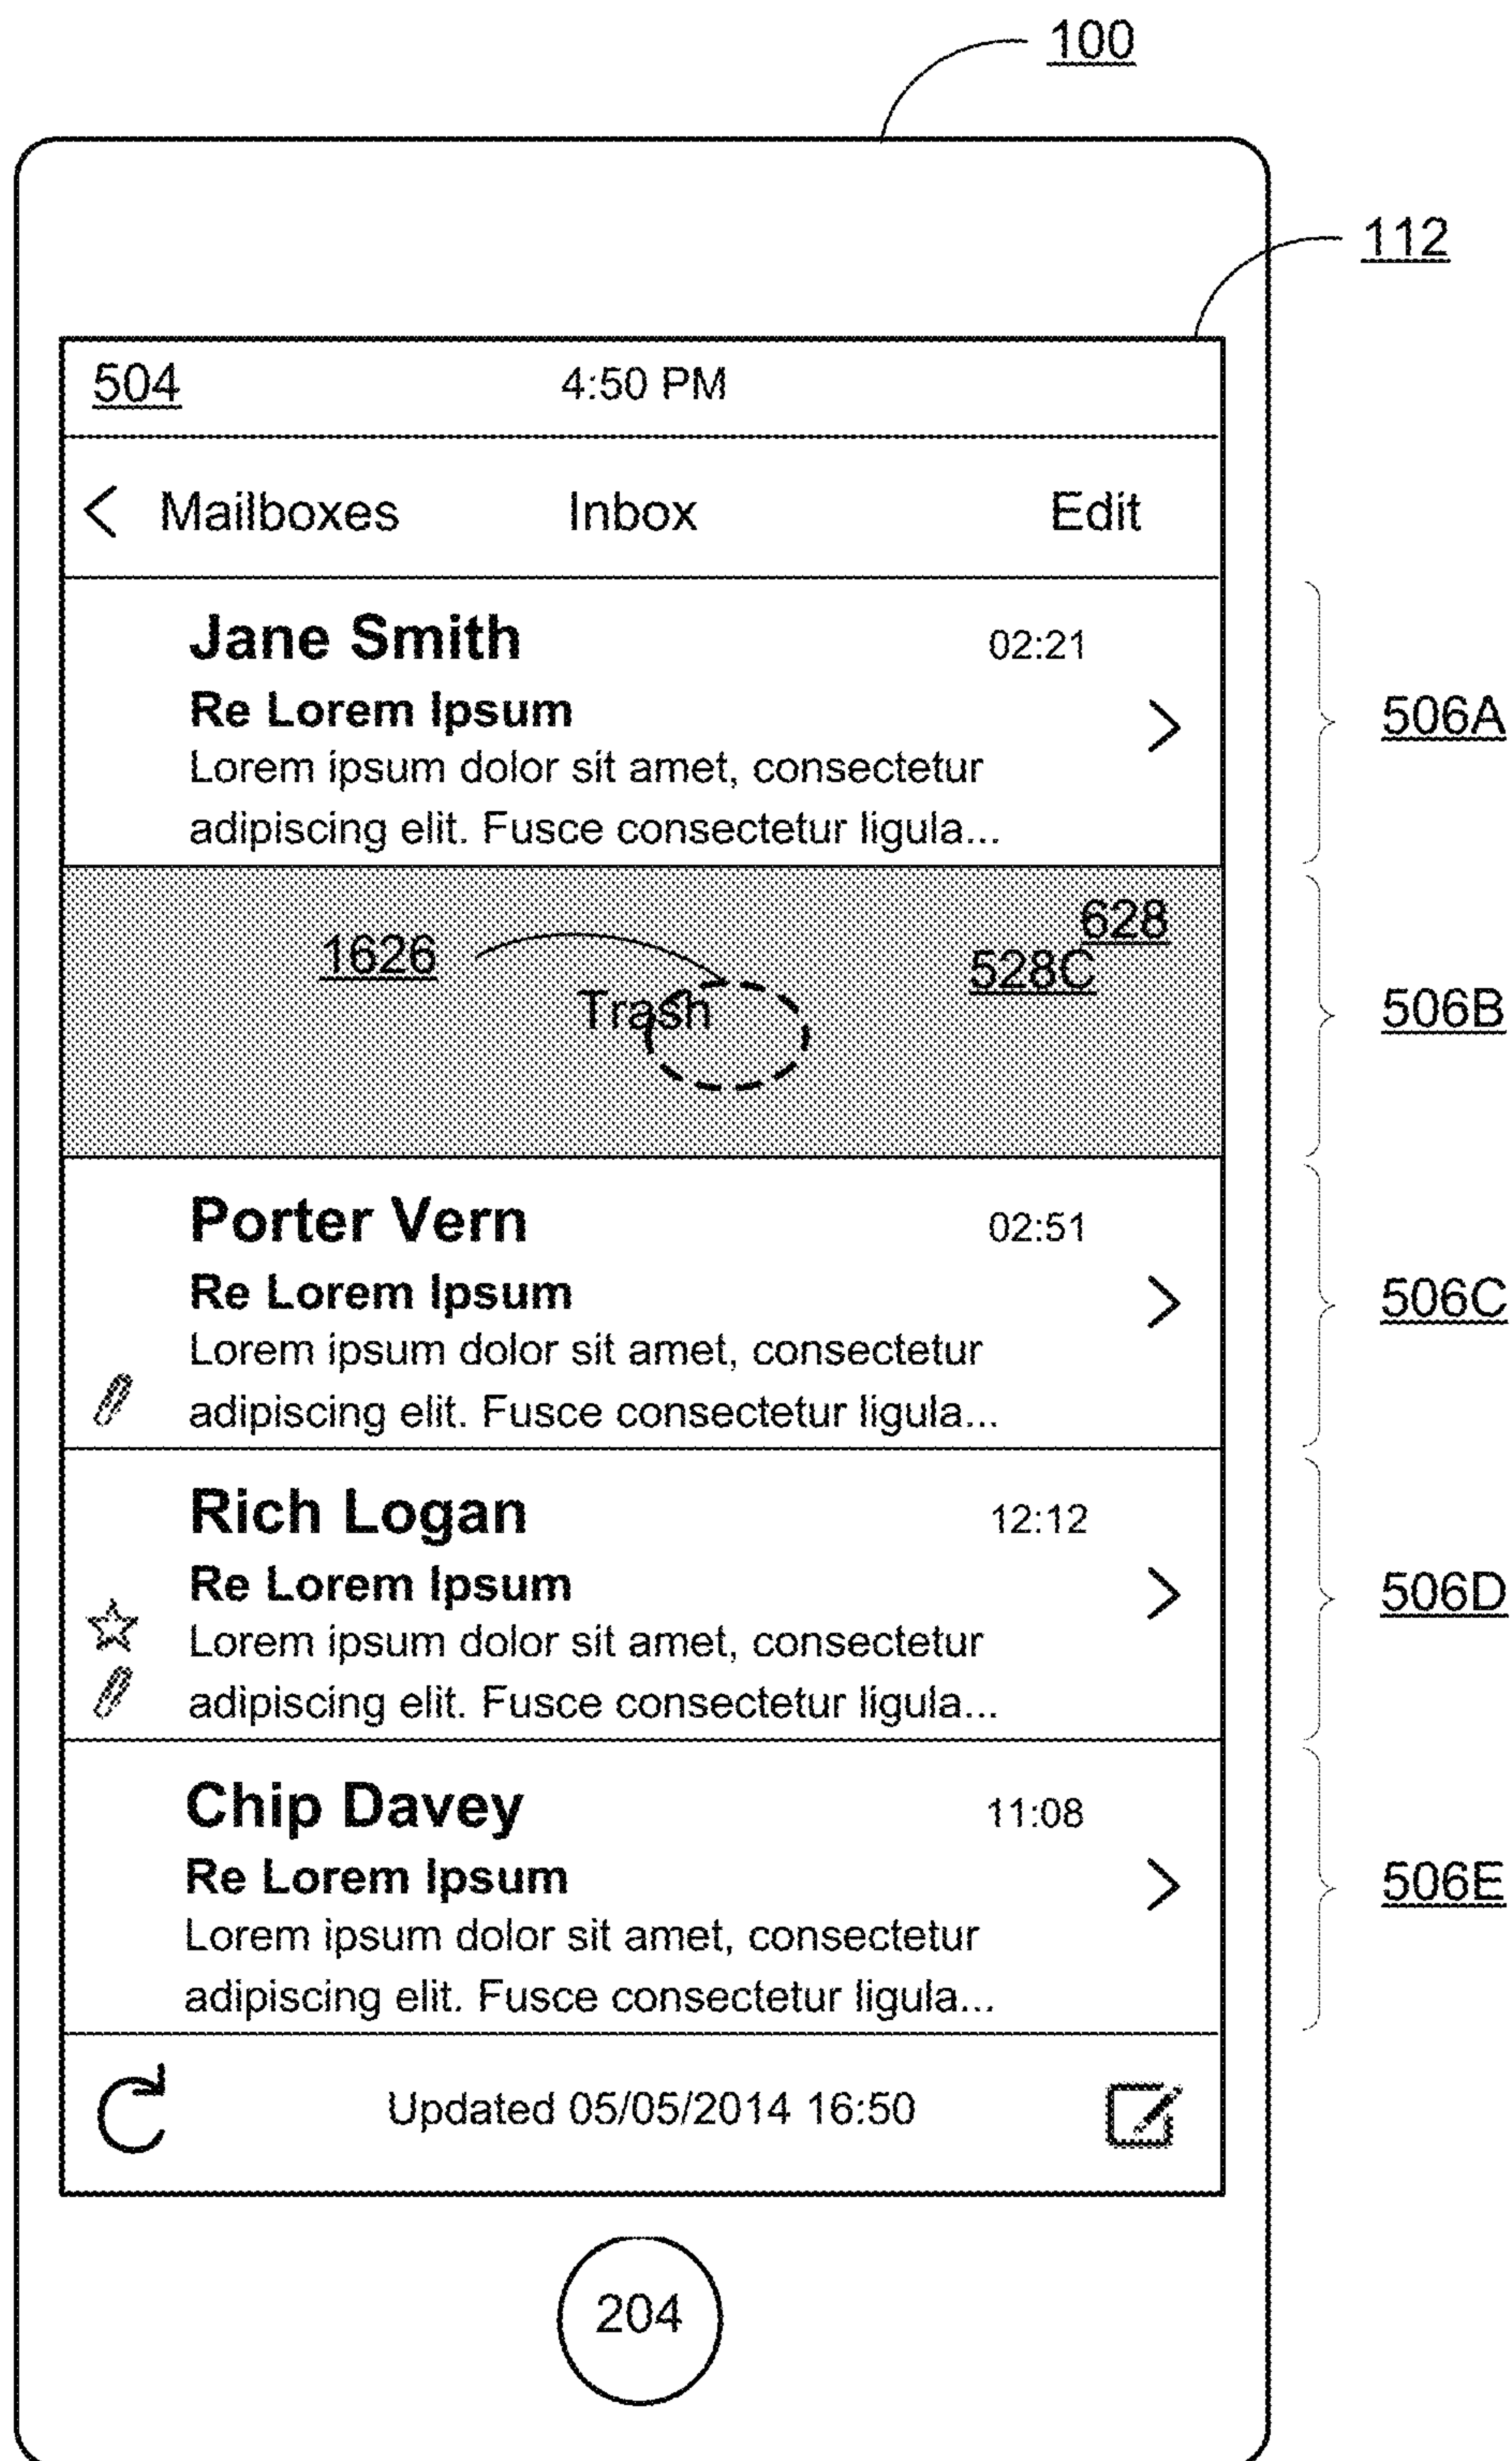 100
112
504 4:50 PM
< Mailboxes Inbox Edit
Jane Smith 02:21
Re Lorem Ipsum >
506A
Lorem ipsum dolor sit amet, consectetur
adipiscing elit. Fusce consectetur ligula...
628
1626 528C
Trash 506B
Porter Vern 02:51
Re Lorem Ipsum >
506C
Lorem ipsum dolor sit amet, consectetur
adipiscing elit. Fusce consectetur ligula...
Rich Logan 12:12
Re Lorem Ipsum >
506D
Lorem ipsum dolor sit amet, consectetur
adipiscing elit. Fusce consectetur ligula...
Chip Davey 11:08
Re Lorem Ipsum >
506E
Lorem ipsum dolor sit amet, consectetur
adipiscing elit. Fusce consectetur ligula...
Updated 05/05/2014 16:50
204